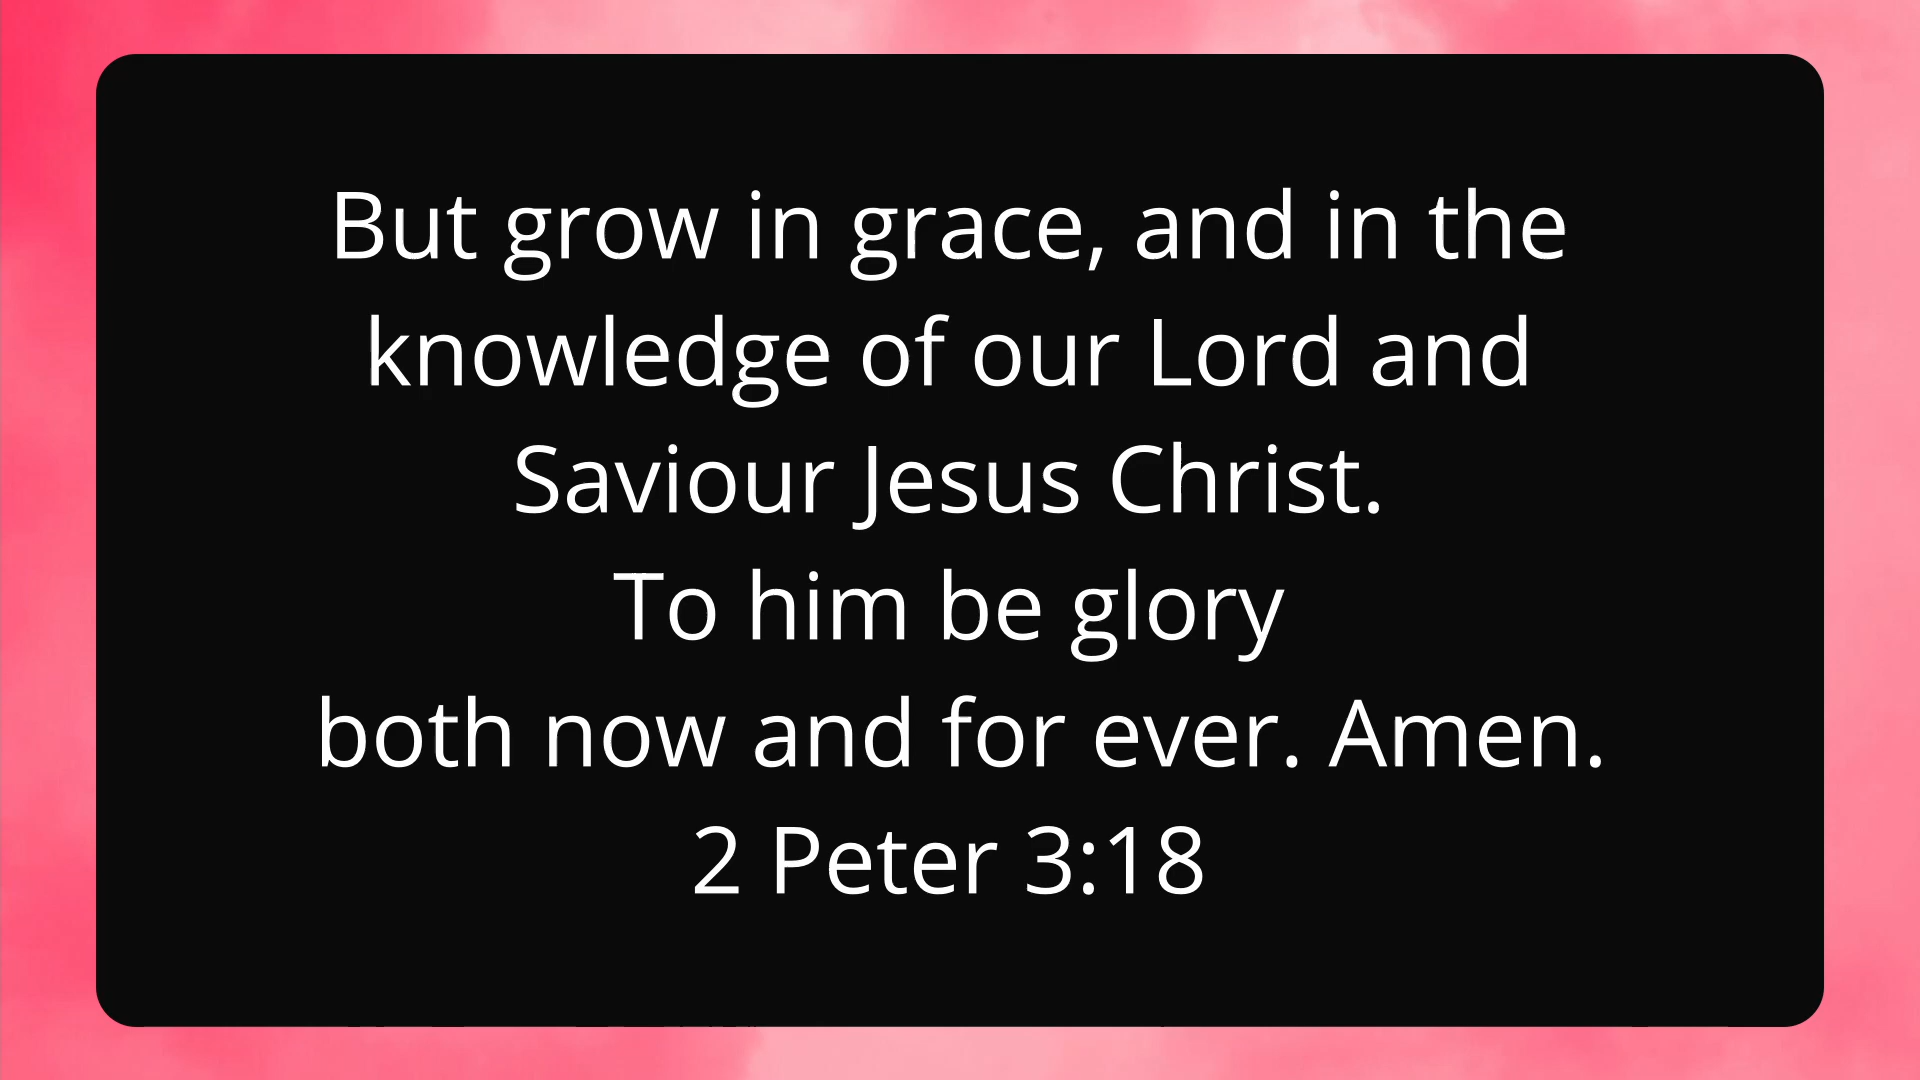 But grow in grace, and in the
knowledge of our Lord and
Saviour Jesus Christ.
To him be glory
both now and for ever. Amen.
2 Peter 3:18